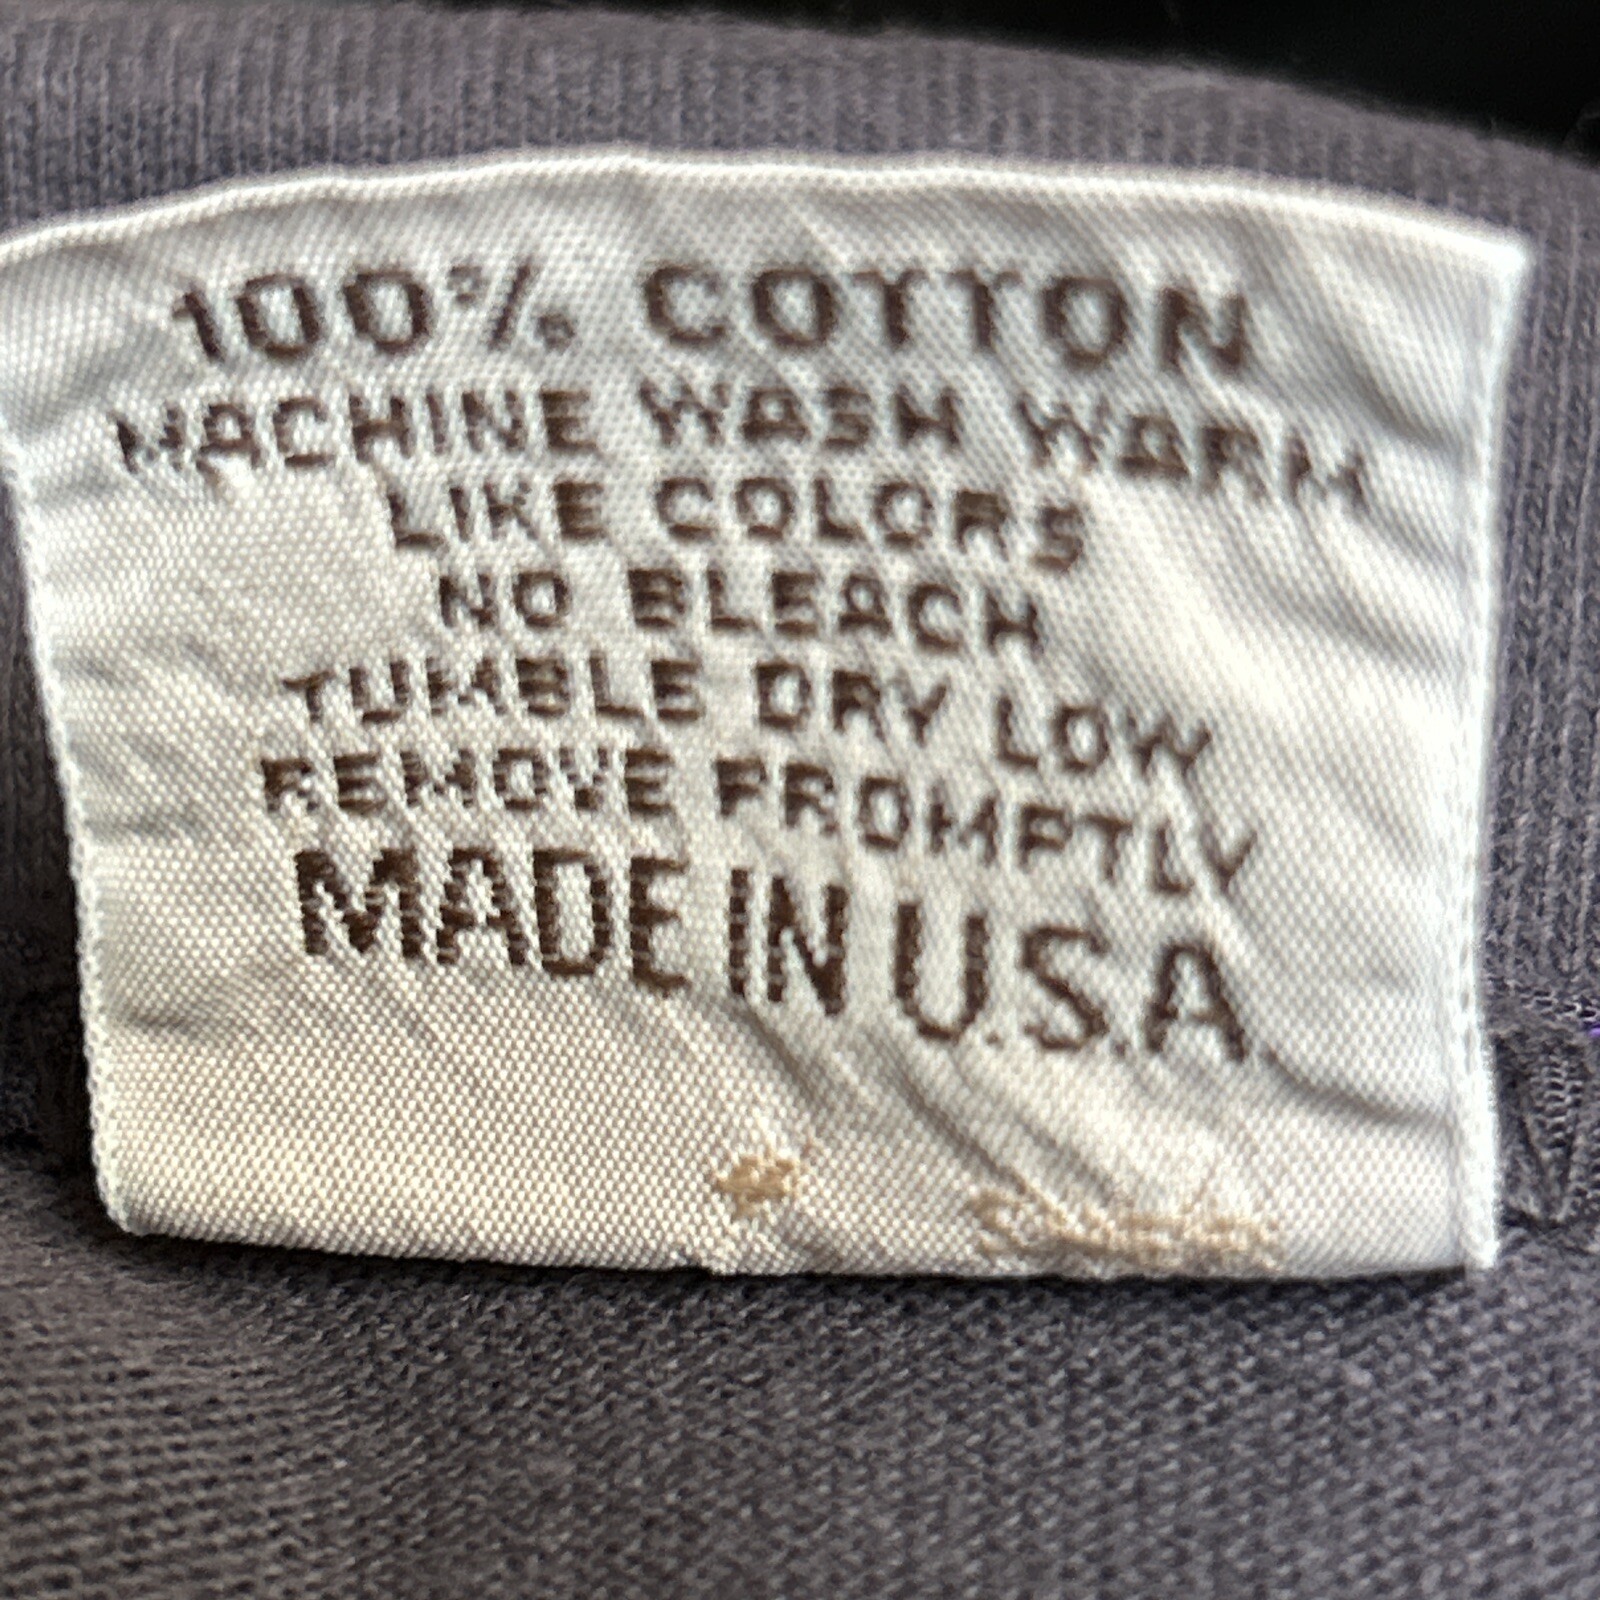 100% COTTON
MACHINE WASH WARM
LIKE COLORS
NO BLEACH
TUMBLE DRY LOW
REMOVE PROMPTLY
MADE IN U.S.A.